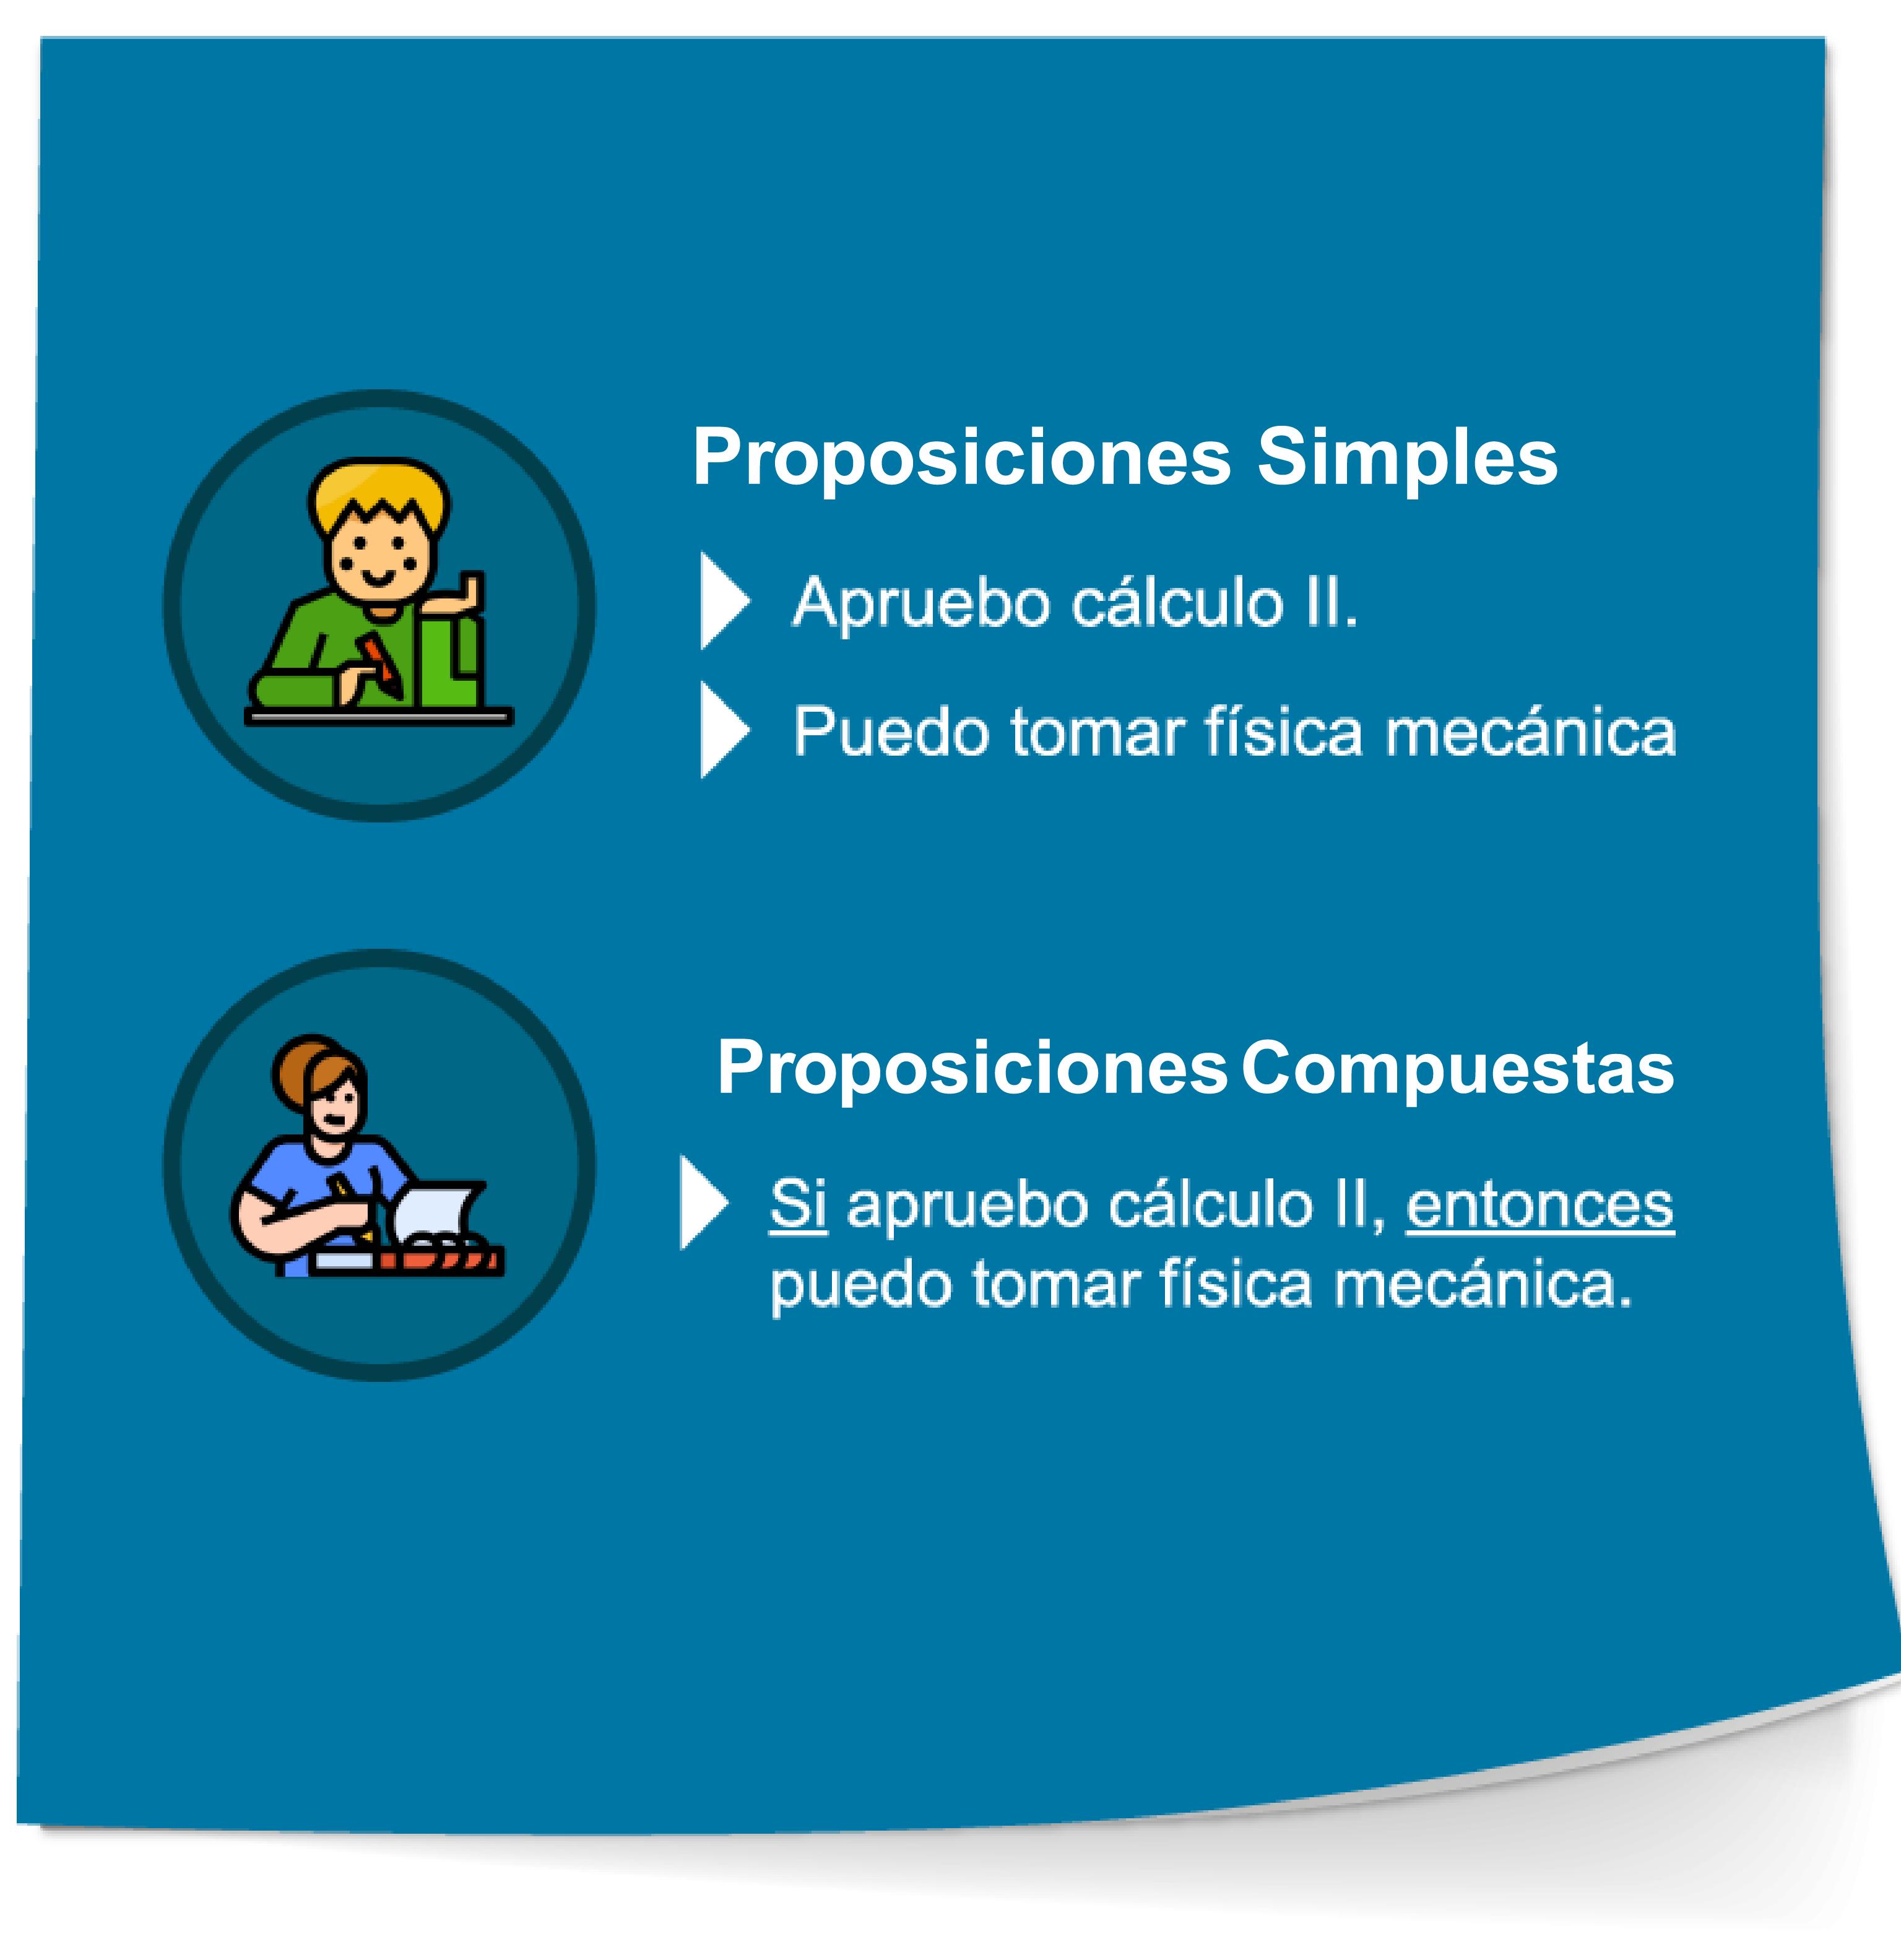 Proposiciones Simples
Apruebo cálculo II.
Puedo tomar física mecánica
Proposiciones Compuestas
Si apruebo cálculo II, entonces
puedo tomar física mecánica.